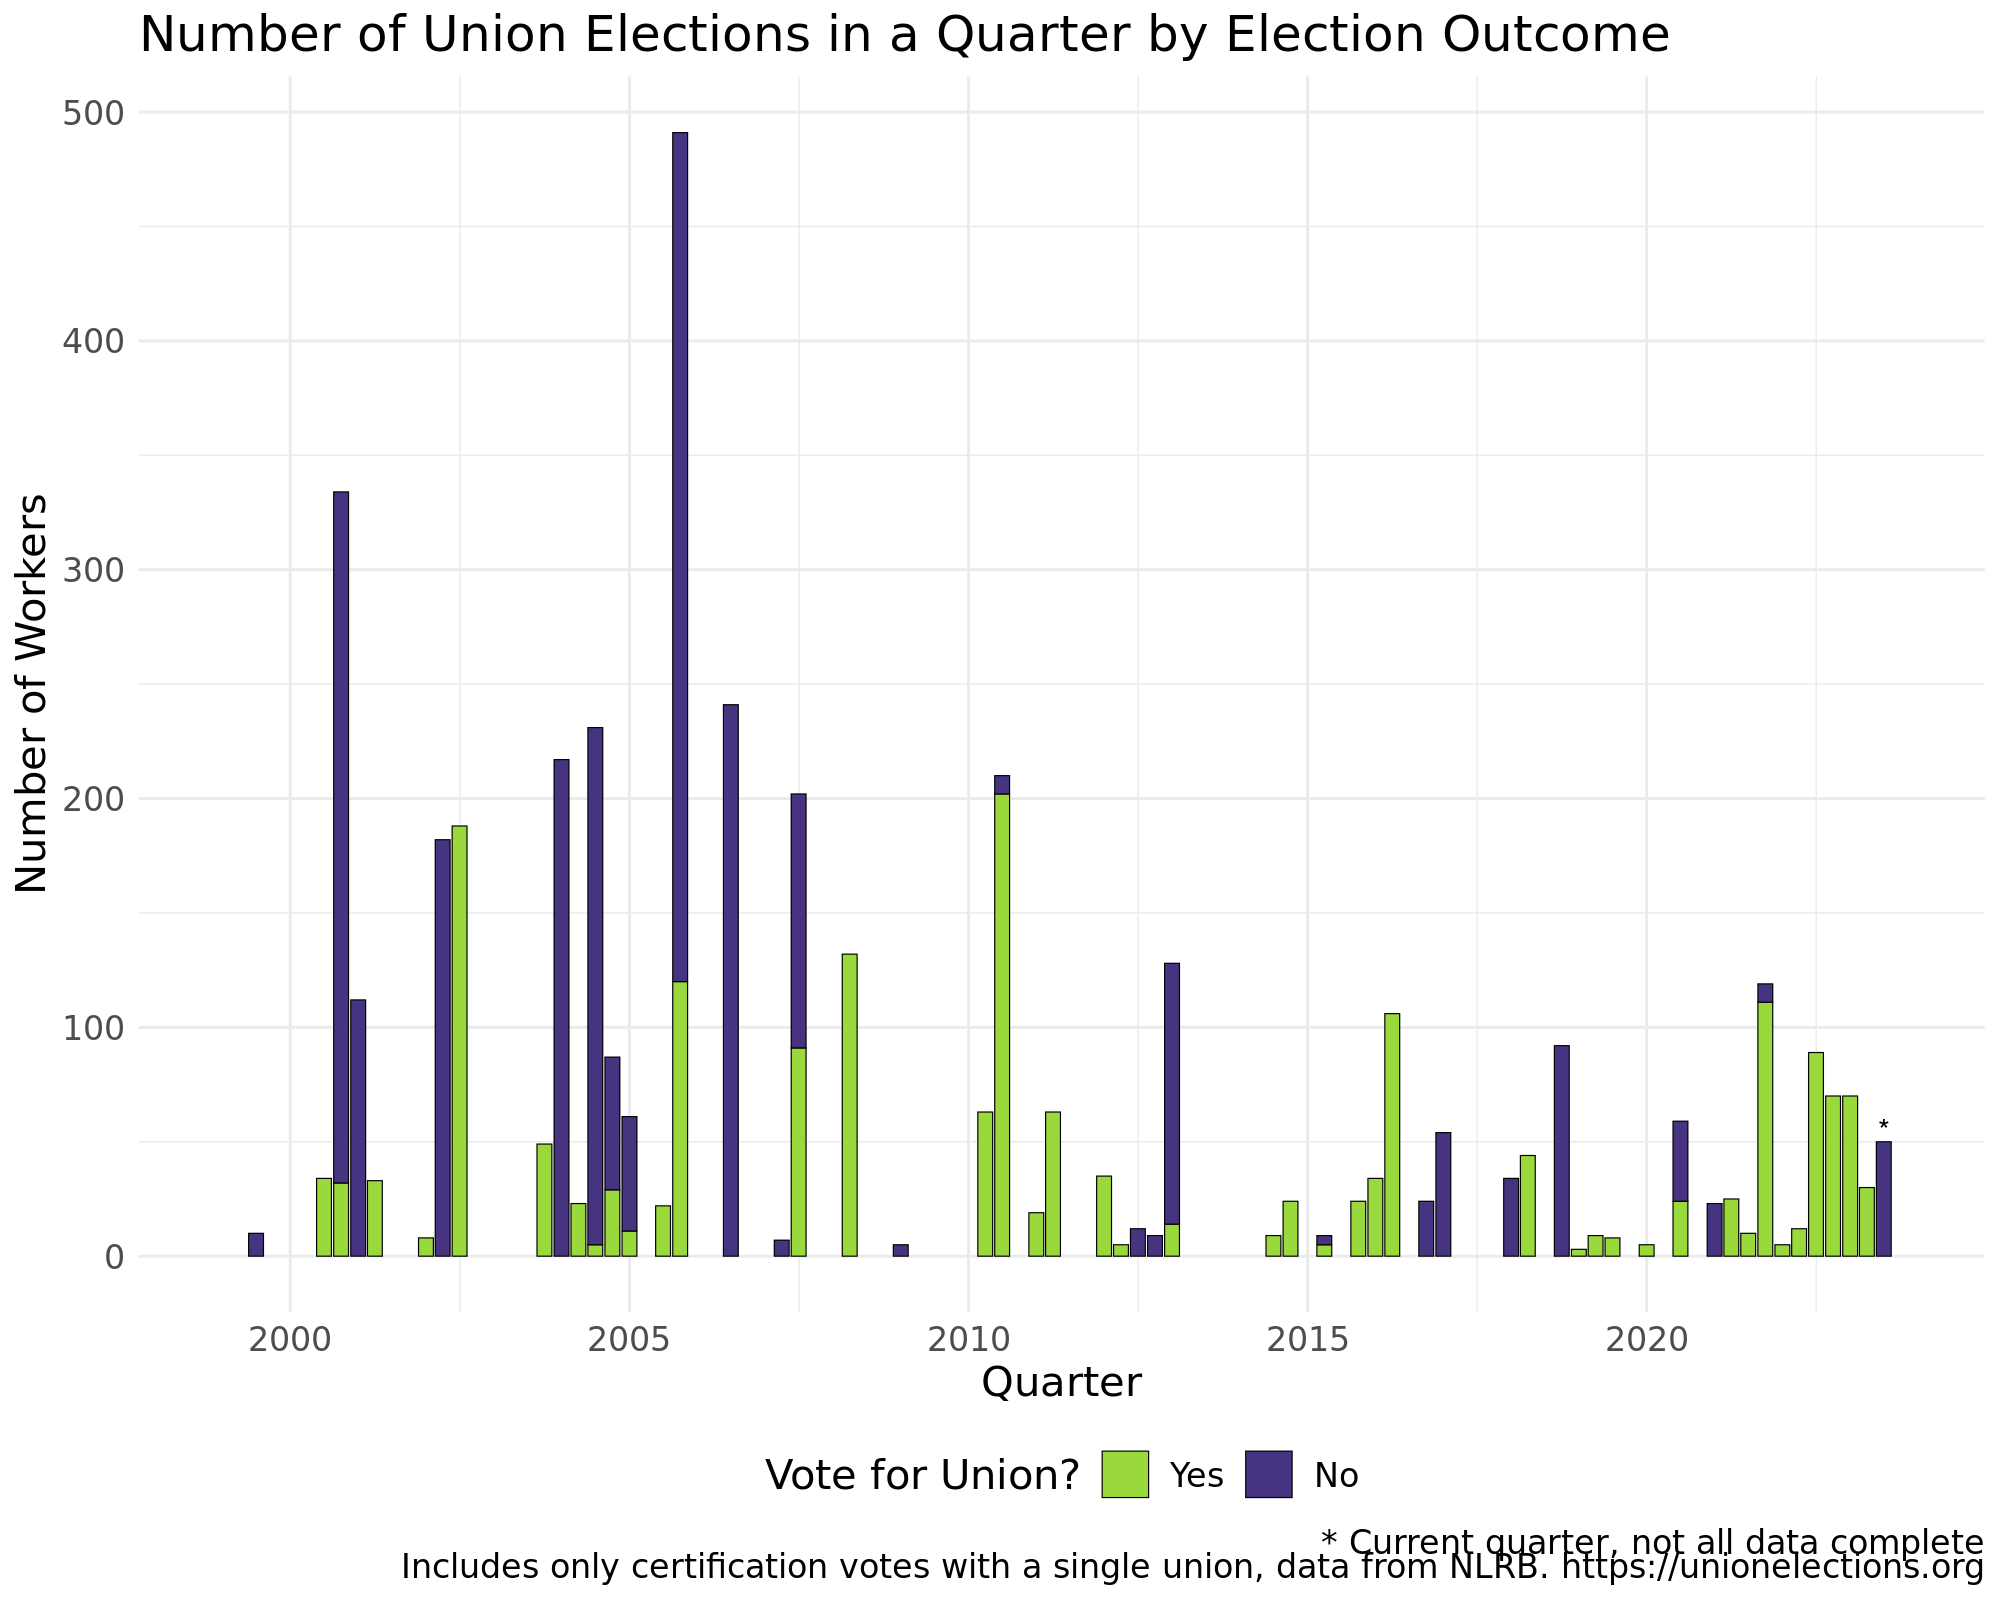 Number of Union Elections in a Quarter by Election Outcome
500
400
300
200
100
0
Number of Workers
*
2000 2005 2010 2015 2020
Quarter
Vote for Union? Yes No
* Current quarter, not all data complete
Includes only certification votes with a single union, data from NLRB. https://unionelections.org